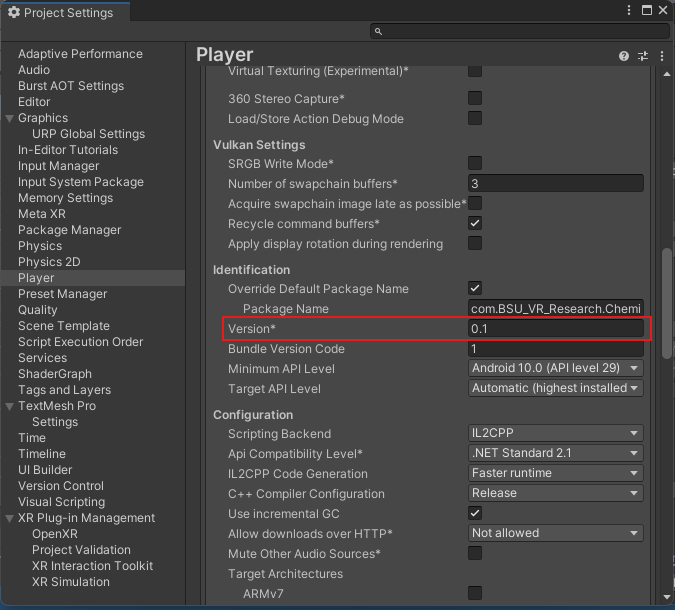 Project Settings
Adaptive Performance
Audio
Burst AOT Settings
Editor
Graphics
URP Global Settings
In-Editor Tutorials
Input Manager
Input System Package
Memory Settings
Meta XR
Package Manager
Physics
Physics 2D
Player
Preset Manager
Quality
Scene Template
Script Execution Order
Services
ShaderGraph
Tags and Layers
TextMesh Pro
Settings
Time
Timeline
UI Builder
Version Control
Visual Scripting
XR Plug-in Management
OpenXR
Project Validation
XR Interaction Toolkit
XR Simulation
Player
Virtual Texturing (Experimental)*
360 Stereo Capture*
Load/Store Action Debug Mode
Vulkan Settings
SRGB Write Mode*
Number of swapchain buffers* 3
Acquire swapchain image late as possible*
Recycle command buffers*
Apply display rotation during rendering
Identification
Override Default Package Name
Package Name com.BSU_VR_Research.Chemi
Version* 0.1
Bundle Version Code 1
Minimum API Level Android 10.0 (API level 29)
Target API Level Automatic (highest installed
Configuration
Scripting Backend IL2CPP
Api Compatibility Level* .NET Standard 2.1
IL2CPP Code Generation Faster runtime
C++ Compiler Configuration Release
Use incremental GC
Allow downloads over HTTP* Not allowed
Mute Other Audio Sources*
Target Architectures
ARMv7